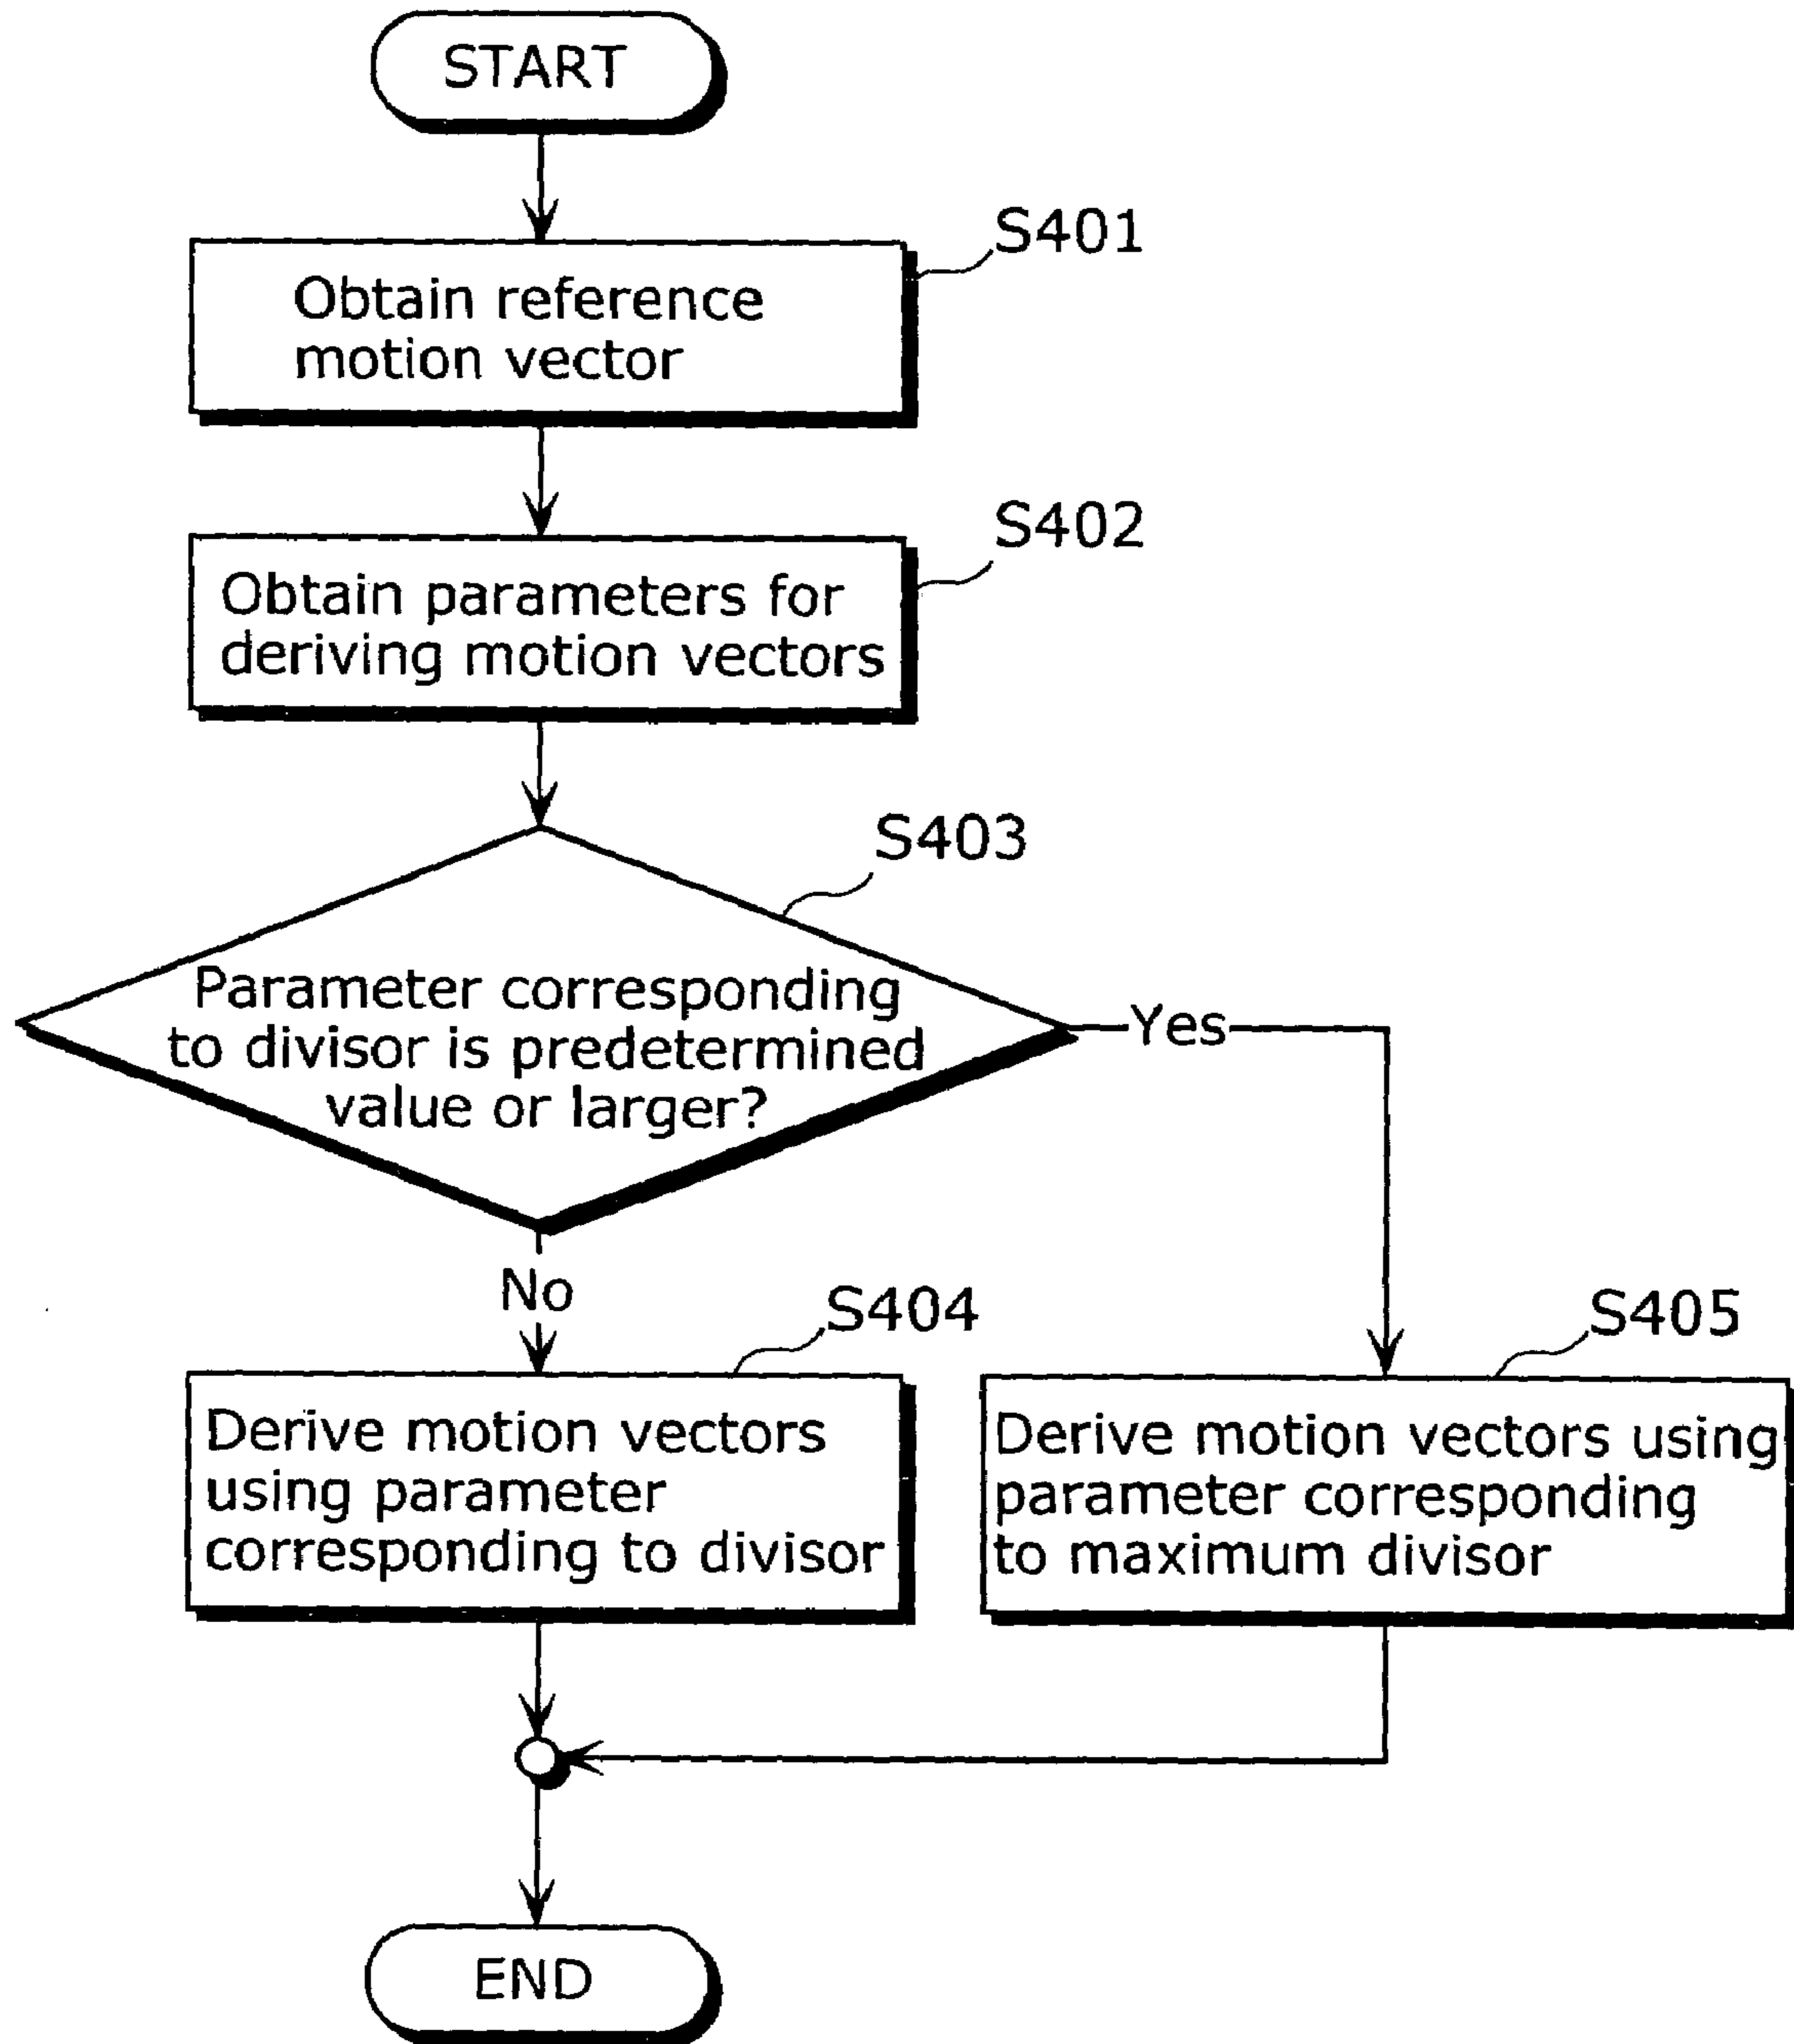 START
S401
Obtain reference
motion vector
S402
Obtain parameters for
deriving motion vectors
S403
Parameter corresponding
to divisor is predetermined
value or larger?
Yes
No
S404
Derive motion vectors
using parameter
corresponding to divisor
S405
Derive motion vectors using
parameter corresponding
to maximum divisor
END